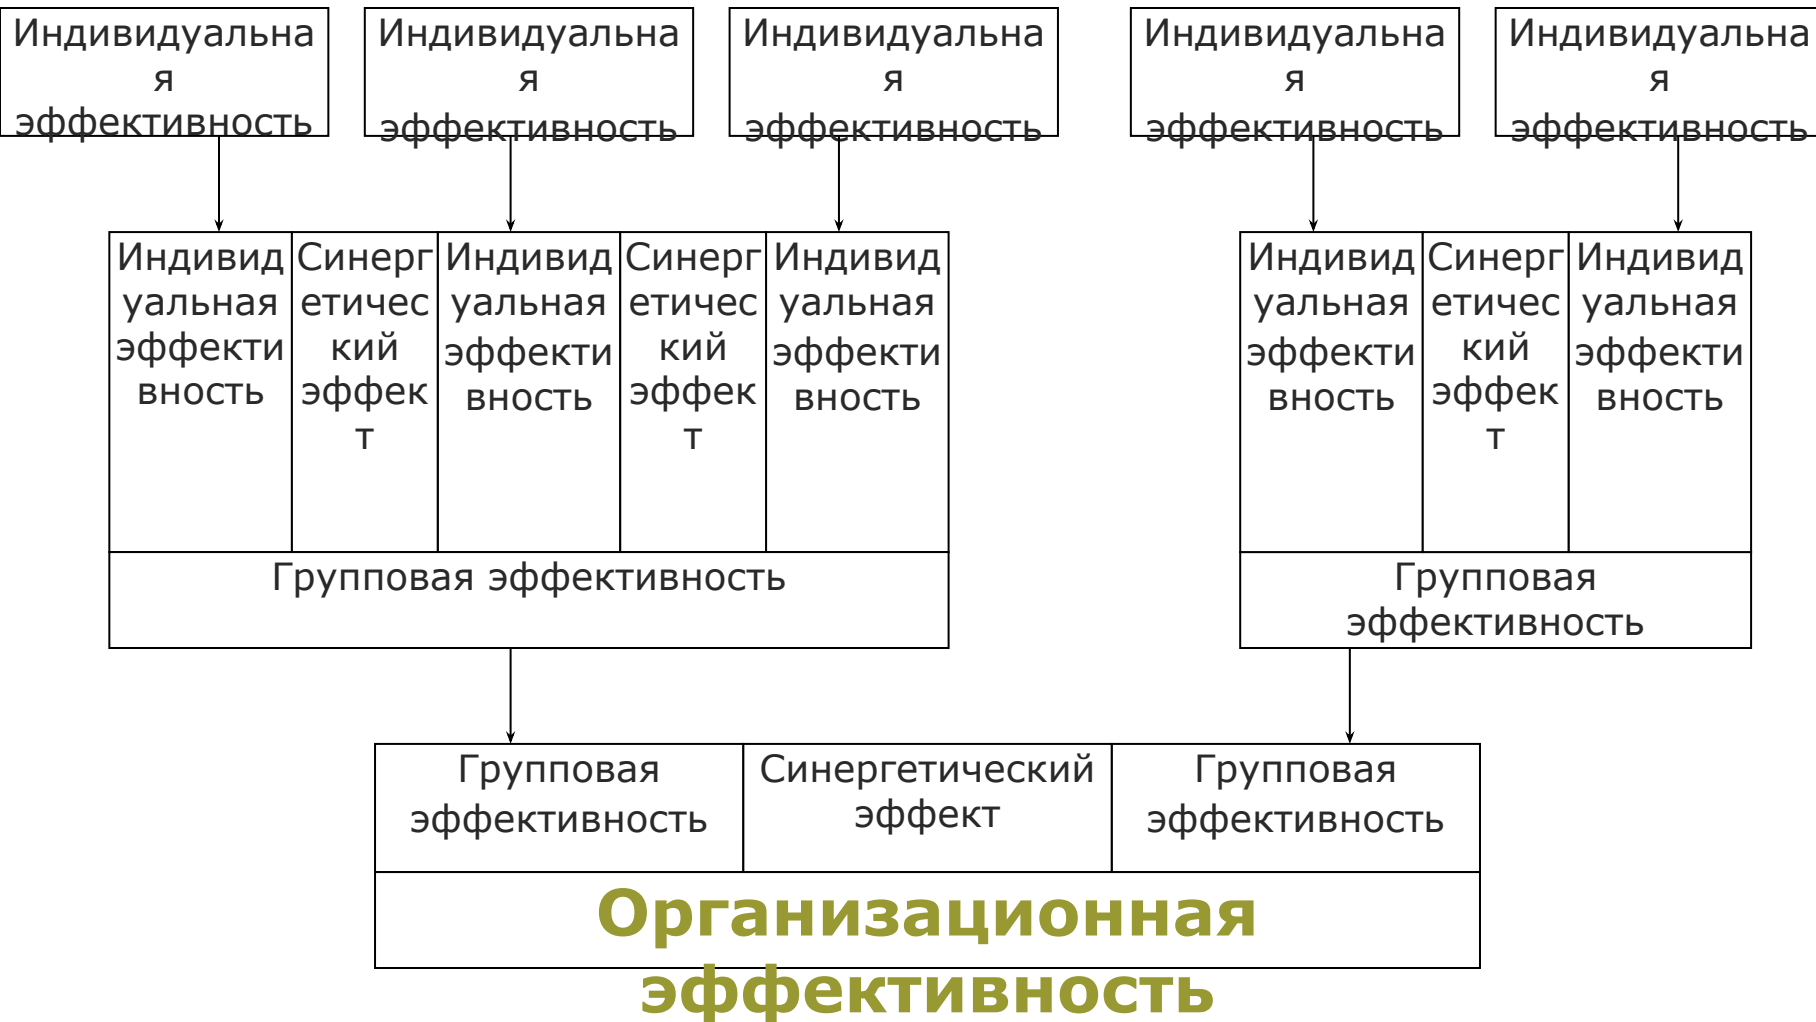 Индивидуальна
я
эффективность
Индивидуальна
я
эффективность
Индивидуальна
я
эффективность
Индивидуальна
я
эффективность
Индивидуальна
я
эффективность
Индивид
уальная
эффекти
вность
Синерг
етичес
кий
эффек
т
Индивид
уальная
эффекти
вность
Синерг
етичес
кий
эффек
т
Индивид
уальная
эффекти
вность
Индивид
уальная
эффекти
вность
Синерг
етичес
кий
эффек
т
Индивид
уальная
эффекти
вность
Групповая эффективность
Групповая
эффективность
Групповая
эффективность
Синергетический
эффект
Групповая
эффективность
Организационная
эффективность